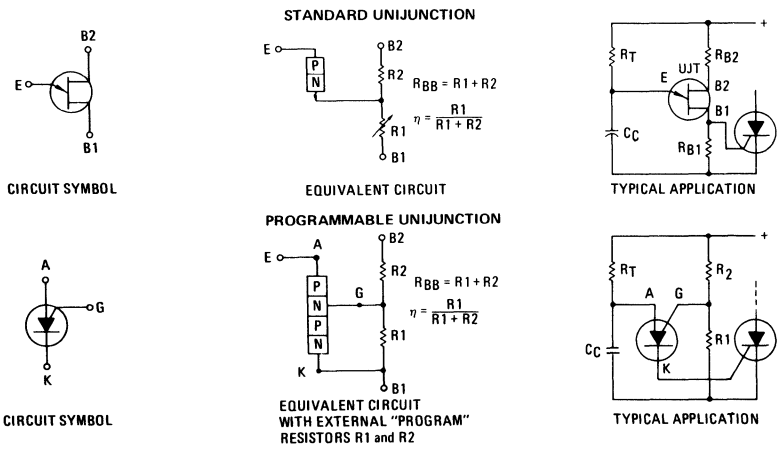 STANDARD UNIJUNCTION
B2
E
B1
CIRCUIT SYMBOL
E
P
N
B2
R2
R1
B1
RBB = R1 + R2
η = R1
R1 + R2
EQUIVALENT CIRCUIT
+
RT
RB2
UJT
E
B2
B1
CC
RB1
TYPICAL APPLICATION
PROGRAMMABLE UNIJUNCTION
A
G
K
CIRCUIT SYMBOL
E
A
B2
P
N
P
N
G
R2
R1
K
B1
RBB = R1 + R2
η = R1
R1 + R2
EQUIVALENT CIRCUIT
WITH EXTERNAL "PROGRAM"
RESISTORS R1 and R2
+
RT
R2
A
G
CC
R1
K
TYPICAL APPLICATION